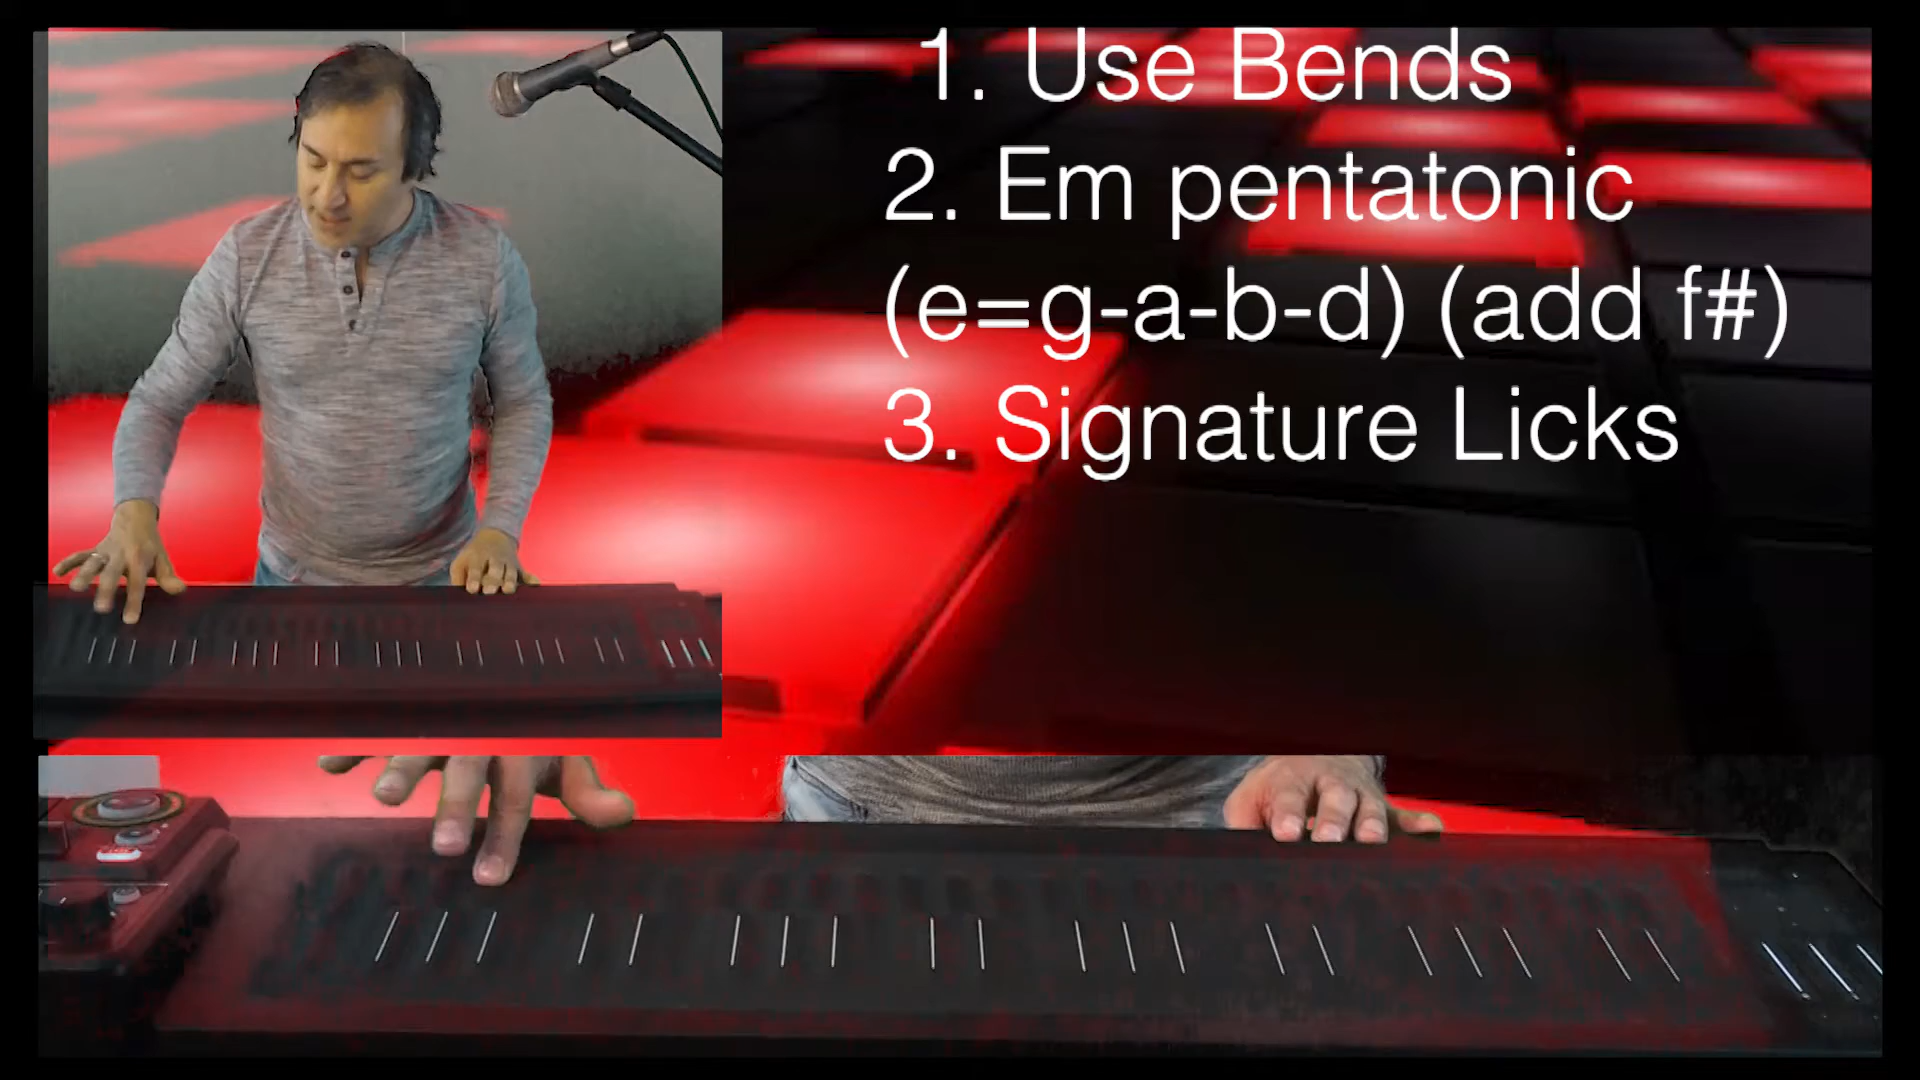 1. Use Bends
2. Em pentatonic
(e=g-a-b-d) (add f#)
3. Signature Licks